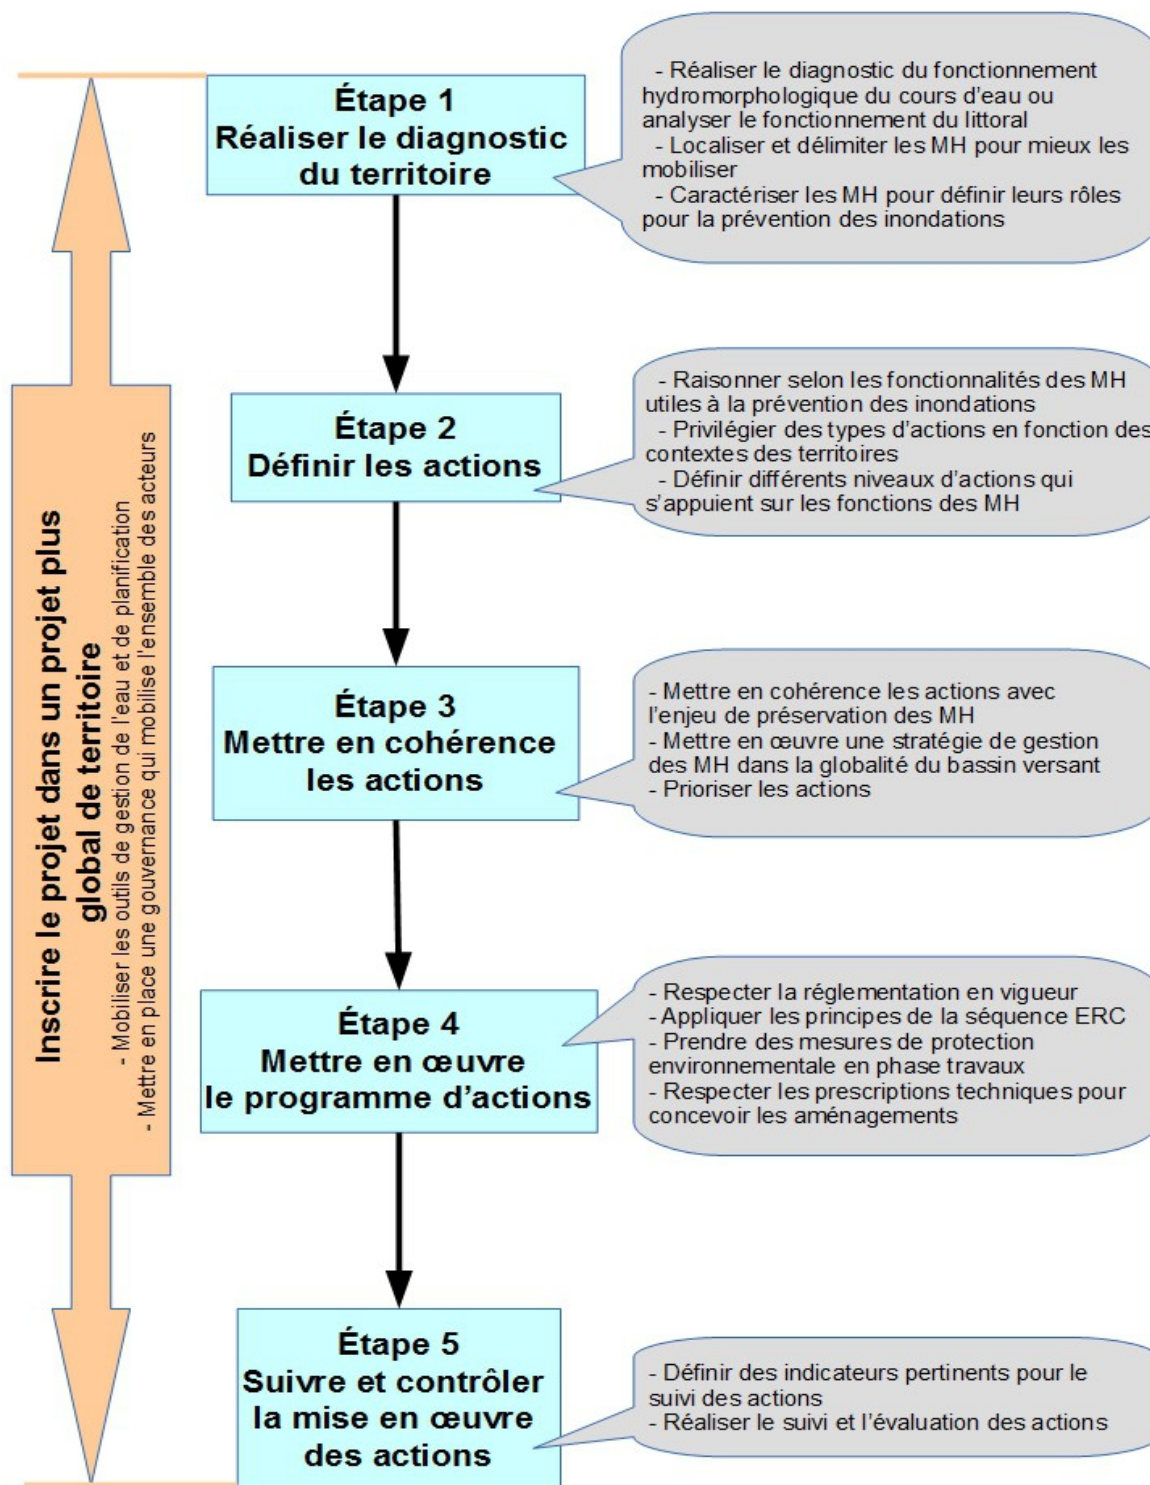 Étape 1
Réaliser le diagnostic
du territoire
- Réaliser le diagnostic du fonctionnement
hydromorphologique du cours d'eau ou
analyser le fonctionnement du littoral
- Localiser et délimiter les MH pour mieux les
mobiliser
- Caractériser les MH pour définir leurs rôles
pour la prévention des inondations
Étape 2
Définir les actions
- Raisonner selon les fonctionnalités des MH
utiles à la prévention des inondations
- Privilégier des types d'actions en fonction des
contextes des territoires
- Définir différents niveaux d'actions qui
s'appuient sur les fonctions des MH
Étape 3
Mettre en cohérence
les actions
- Mettre en cohérence les actions avec
l'enjeu de préservation des MH
- Mettre en œuvre une stratégie de gestion
des MH dans la globalité du bassin versant
- Prioriser les actions
Étape 4
Mettre en œuvre
le programme d'actions
- Respecter la réglementation en vigueur
- Appliquer les principes de la séquence ERC
- Prendre des mesures de protection
environnementale en phase travaux
- Respecter les prescriptions techniques pour
concevoir les aménagements
Étape 5
Suivre et contrôler
la mise en œuvre
des actions
- Définir des indicateurs pertinents pour le
suivi des actions
- Réaliser le suivi et l'évaluation des actions
Inscrire le projet dans un projet plus
global de territoire
- Mobiliser les outils de gestion de l'eau et de planification
- Mettre en place une gouvernance qui mobilise l'ensemble des acteurs